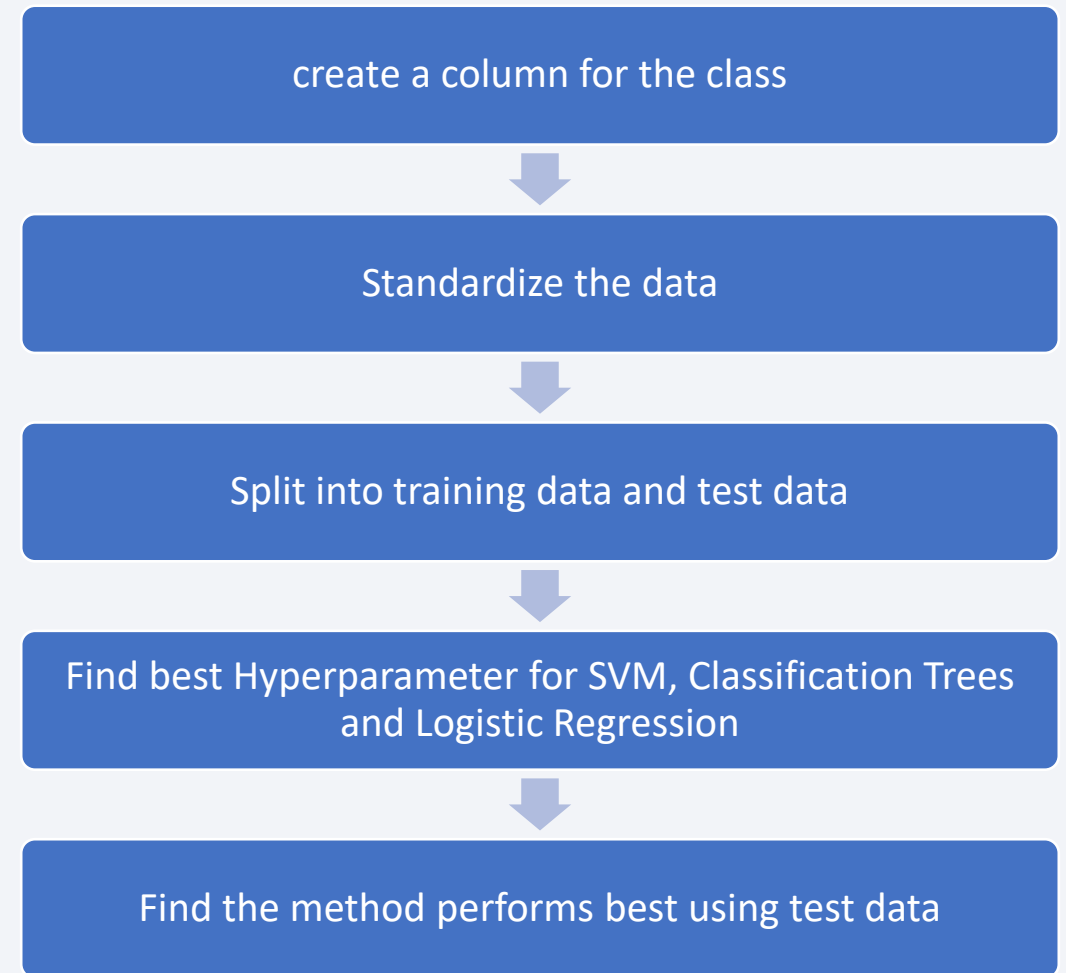 create a column for the class
Standardize the data
Split into training data and test data
Find best Hyperparameter for SVM, Classification Trees
and Logistic Regression
Find the method performs best using test data